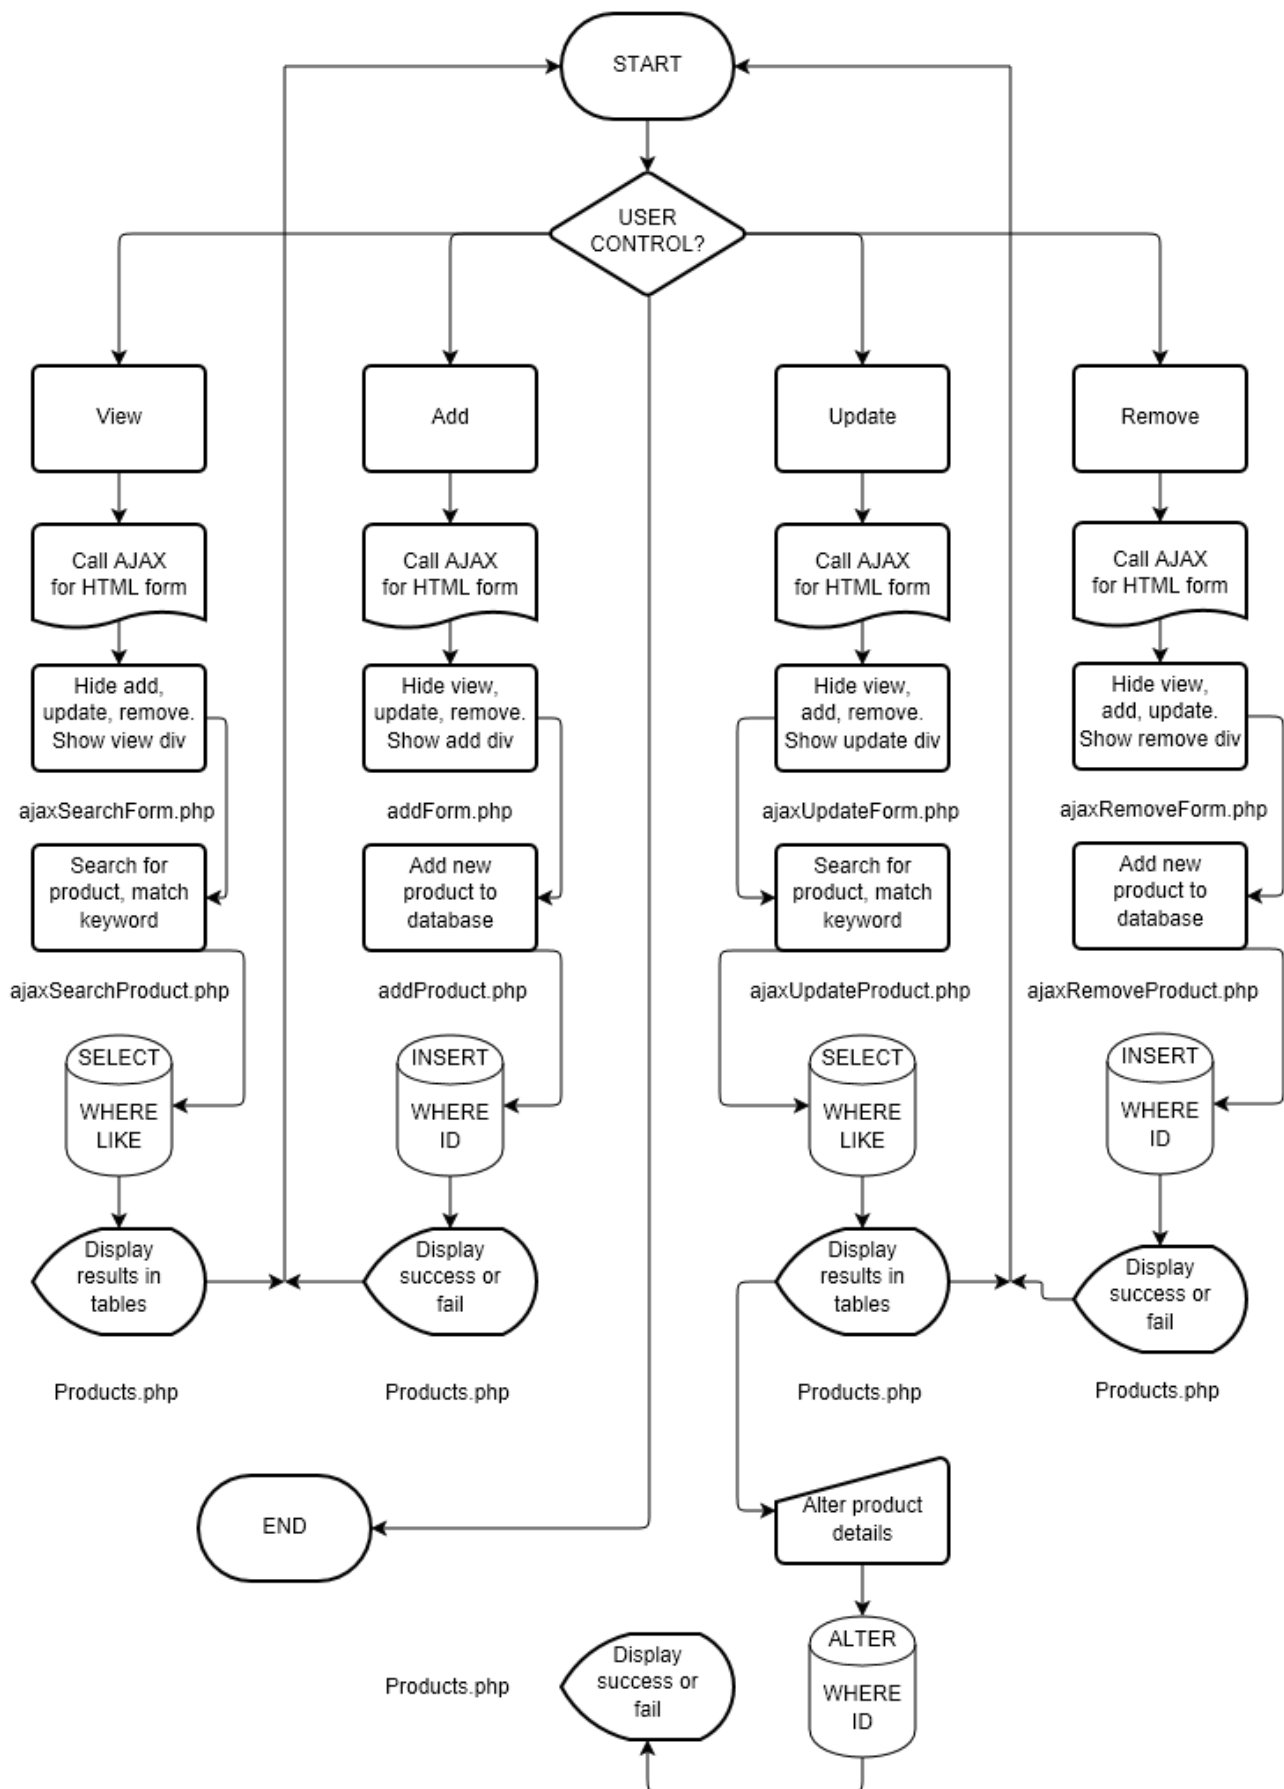 START
USER
CONTROL?
View
Add
Update
Remove
Call AJAX
for HTML form
Call AJAX
for HTML form
Call AJAX
for HTML form
Call AJAX
for HTML form
Hide add,
update, remove.
Show view div
Hide view,
update, remove.
Show add div
Hide view,
add, remove.
Show update div
Hide view,
add, update.
Show remove div
ajaxSearchForm.php
addForm.php
ajaxUpdateForm.php
ajaxRemoveForm.php
Search for
product, match
keyword
Add new
product to
database
Search for
product, match
keyword
Add new
product to
database
ajaxSearchProduct.php
addProduct.php
ajaxUpdateProduct.php
ajaxRemoveProduct.php
SELECT
WHERE
LIKE
INSERT
WHERE
ID
SELECT
WHERE
LIKE
INSERT
WHERE
ID
Display
results in
tables
Display
success or
fail
Display
results in
tables
Display
success or
fail
Products.php
Products.php
Products.php
Products.php
END
Alter product
details
ALTER
WHERE
ID
Display
success or
fail
Products.php